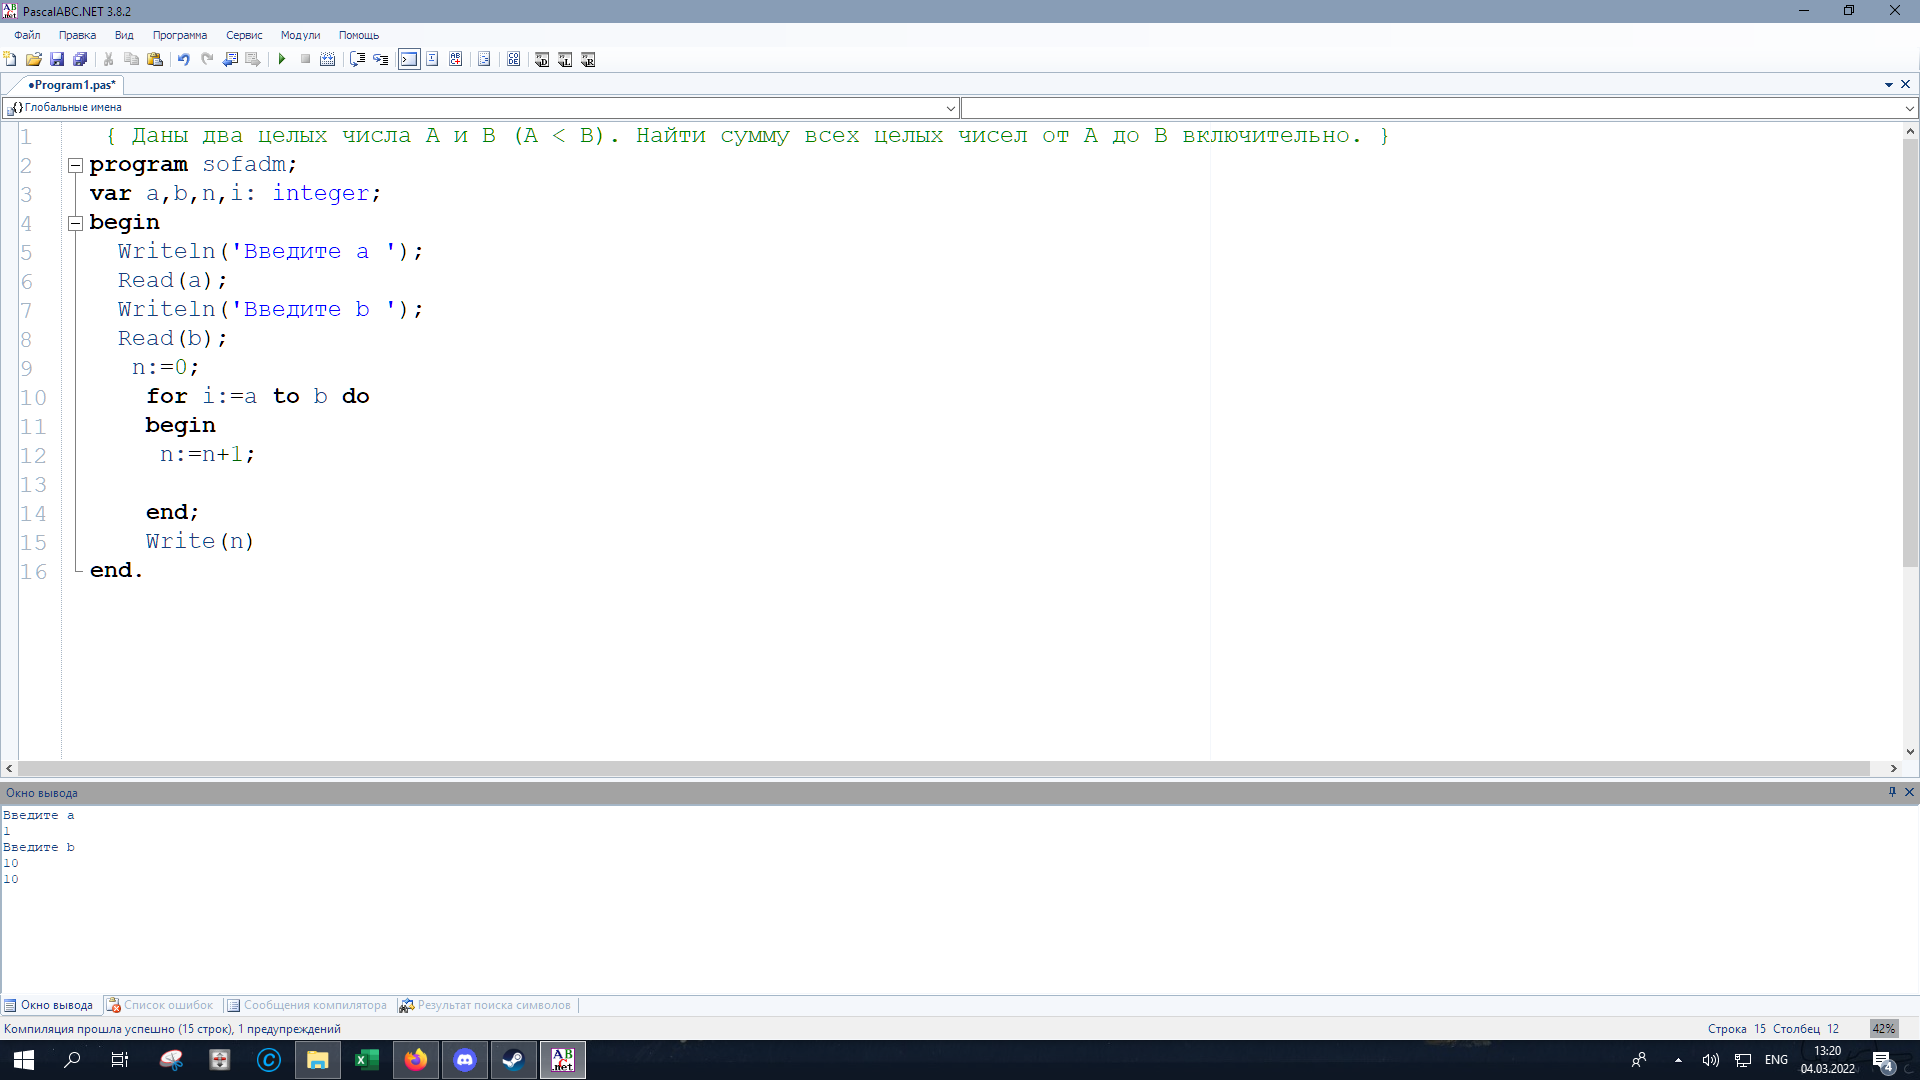 PascalABC.NET 3.8.2
Файл Правка Вид Программа Сервис Модули Помощь
•Program1.pas*
Глобальные имена
1 { Даны два целых числа A и B (A < B). Найти сумму всех целых чисел от A до B включительно. }
2 program sofadm;
3 var a,b,n,i: integer;
4 begin
5 Writeln('Введите a ');
6 Read(a);
7 Writeln('Введите b ');
8 Read(b);
9 n:=0;
10 for i:=a to b do
11 begin
12 n:=n+1;
13
14 end;
15 Write(n)
16 end.
Окно вывода
Введите a
1
Введите b
10
10
Окно вывода Список ошибок Сообщения компилятора Результат поиска символов
Компиляция прошла успешно (15 строк), 1 предупреждений Строка 15 Столбец 12 42%
ENG 13:20
04.03.2022 4